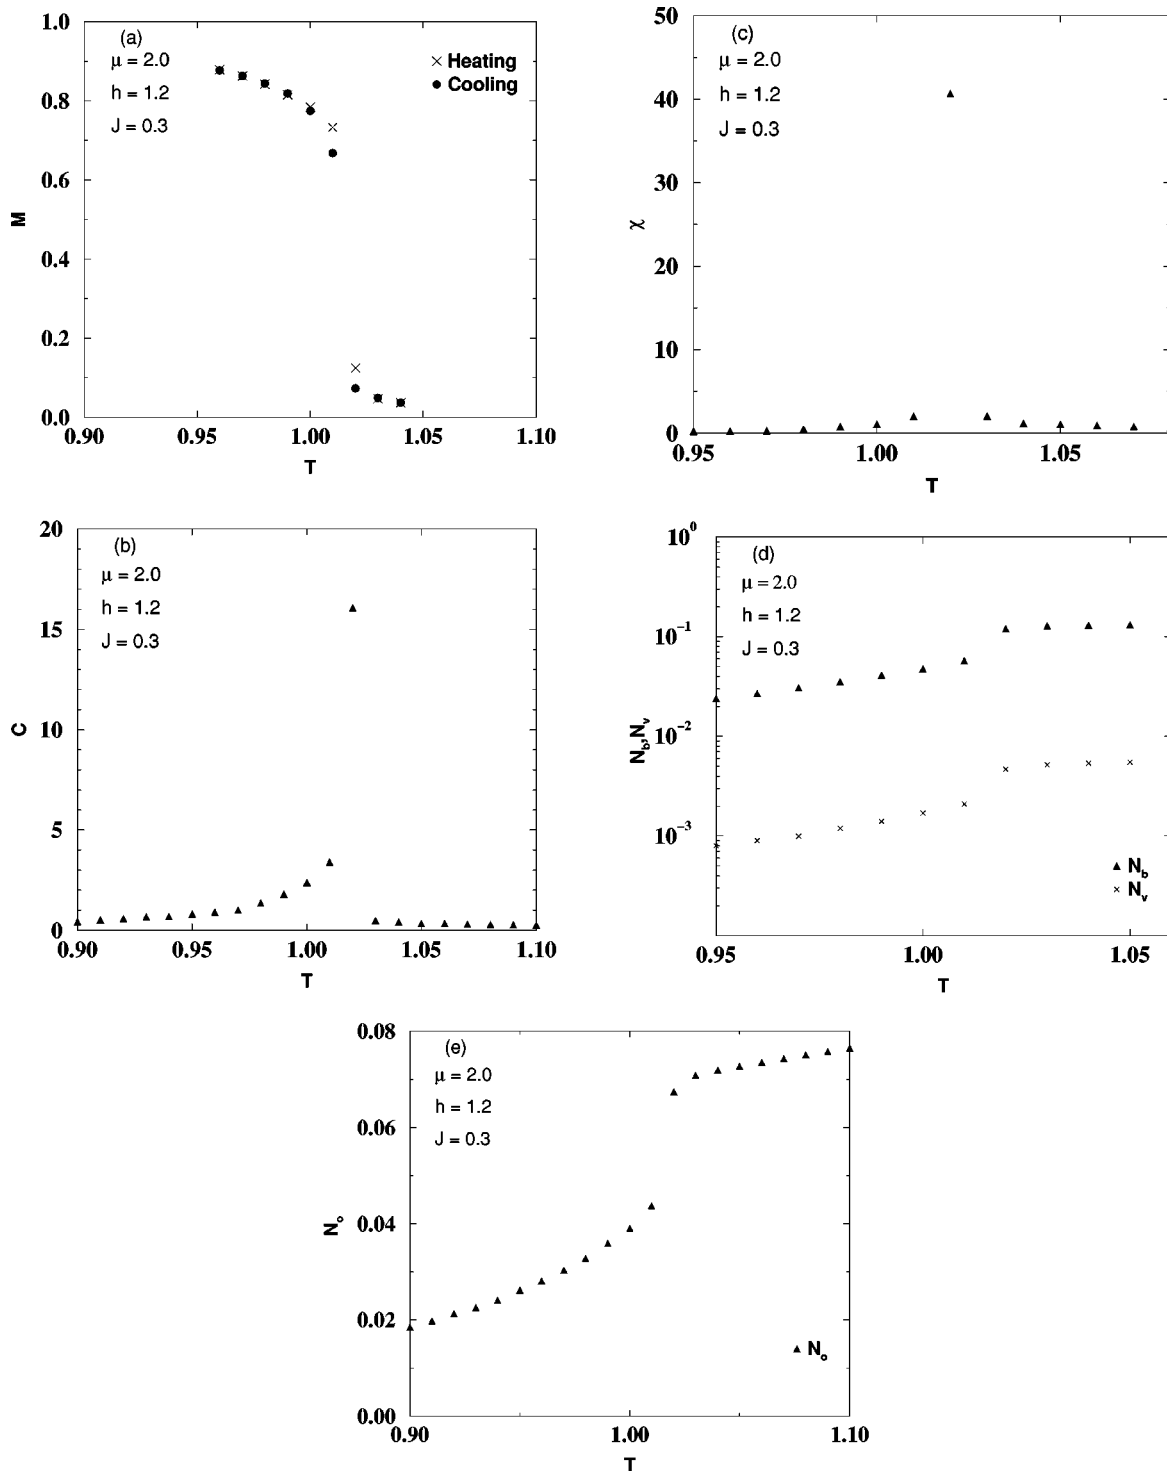 (a)
μ = 2.0
h = 1.2
J = 0.3
× Heating
● Cooling
1.0
0.8
0.6
0.4
0.2
0.0
M
0.90 0.95 1.00 1.05 1.10
T
(c)
μ = 2.0
h = 1.2
J = 0.3
50
40
30
20
10
0
χ
0.95 1.00 1.05
T
(b)
μ = 2.0
h = 1.2
J = 0.3
20
15
10
5
0
C
0.90 0.95 1.00 1.05 1.10
T
(d)
μ = 2.0
h = 1.2
J = 0.3
10⁰
10⁻¹
10⁻²
10⁻³
N_b,N_v
▲ N_b
× N_v
0.95 1.00 1.05
T
(e)
μ = 2.0
h = 1.2
J = 0.3
0.08
0.06
0.04
0.02
0.00
N_o
▲ N_o
0.90 1.00 1.10
T